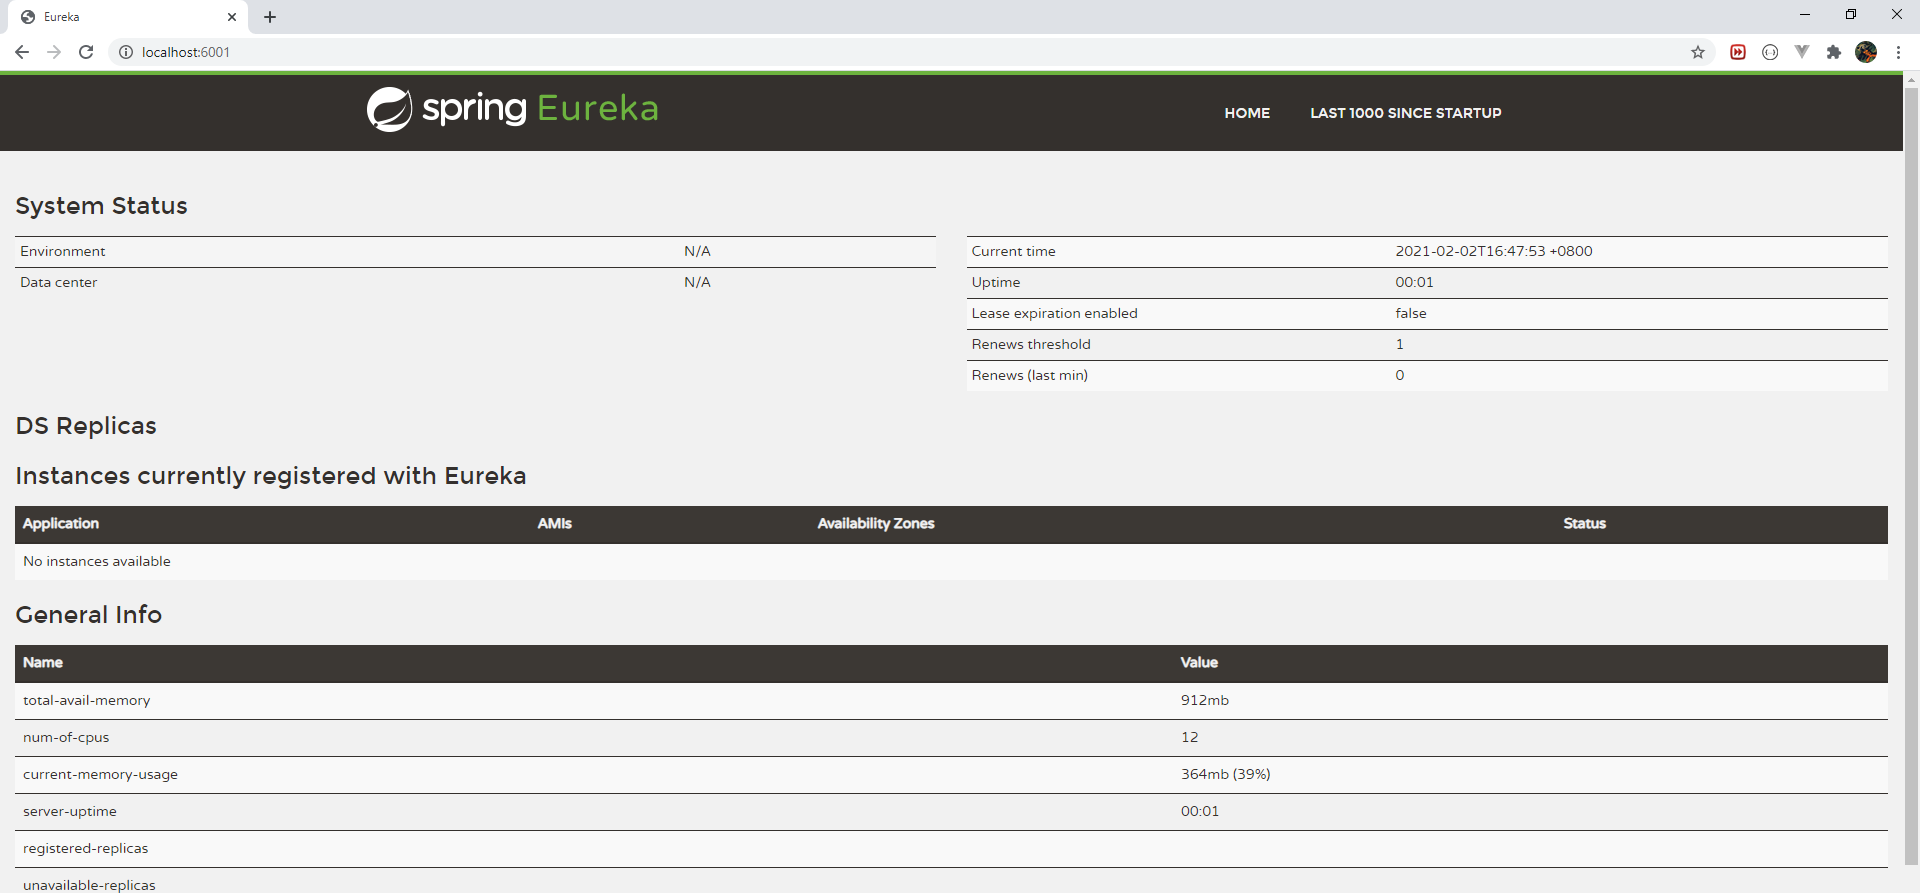 Eureka
localhost:6001
spring Eureka
HOME LAST 1000 SINCE STARTUP
System Status
Environment N/A
Data center N/A
Current time 2021-02-02T16:47:53 +0800
Uptime 00:01
Lease expiration enabled false
Renews threshold 1
Renews (last min) 0
DS Replicas
Instances currently registered with Eureka
Application AMIs Availability Zones Status
No instances available
General Info
Name Value
total-avail-memory 912mb
num-of-cpus 12
current-memory-usage 364mb (39%)
server-uptime 00:01
registered-replicas
unavailable-replicas